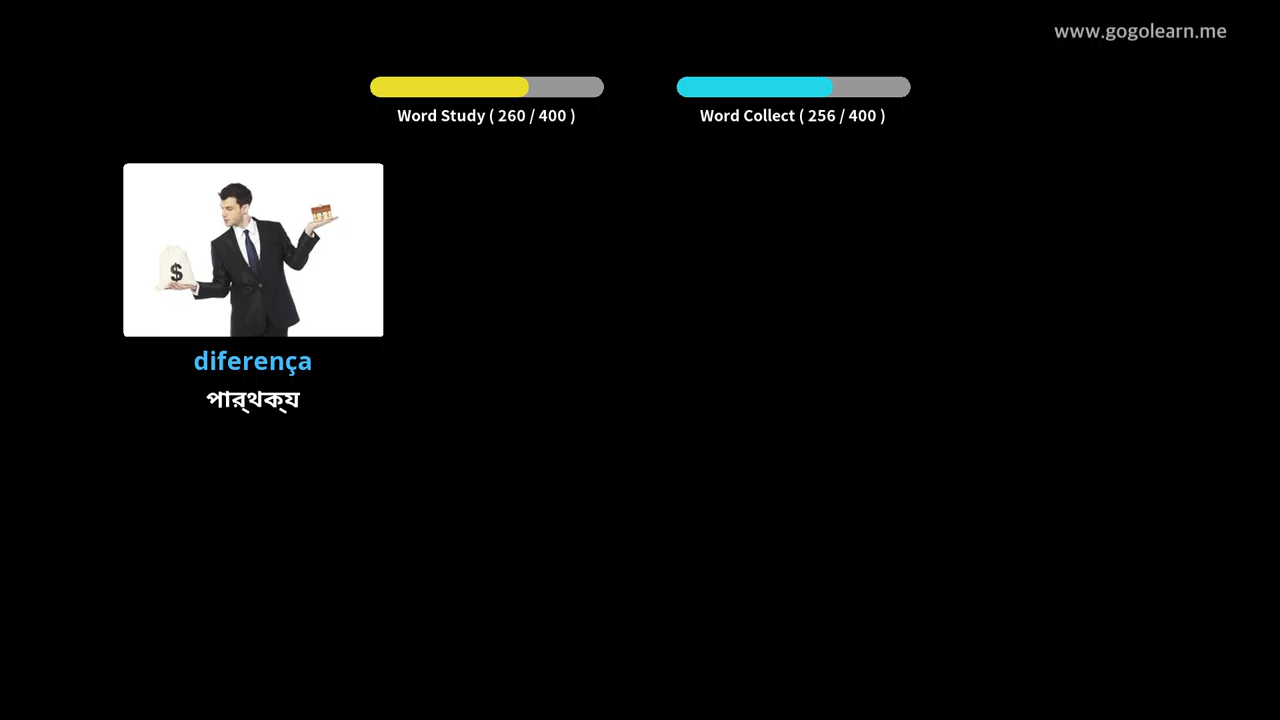 www.gogolearn.me
Word Study ( 260 / 400 )
Word Collect ( 256 / 400 )
$
diferença
পার্থক্য